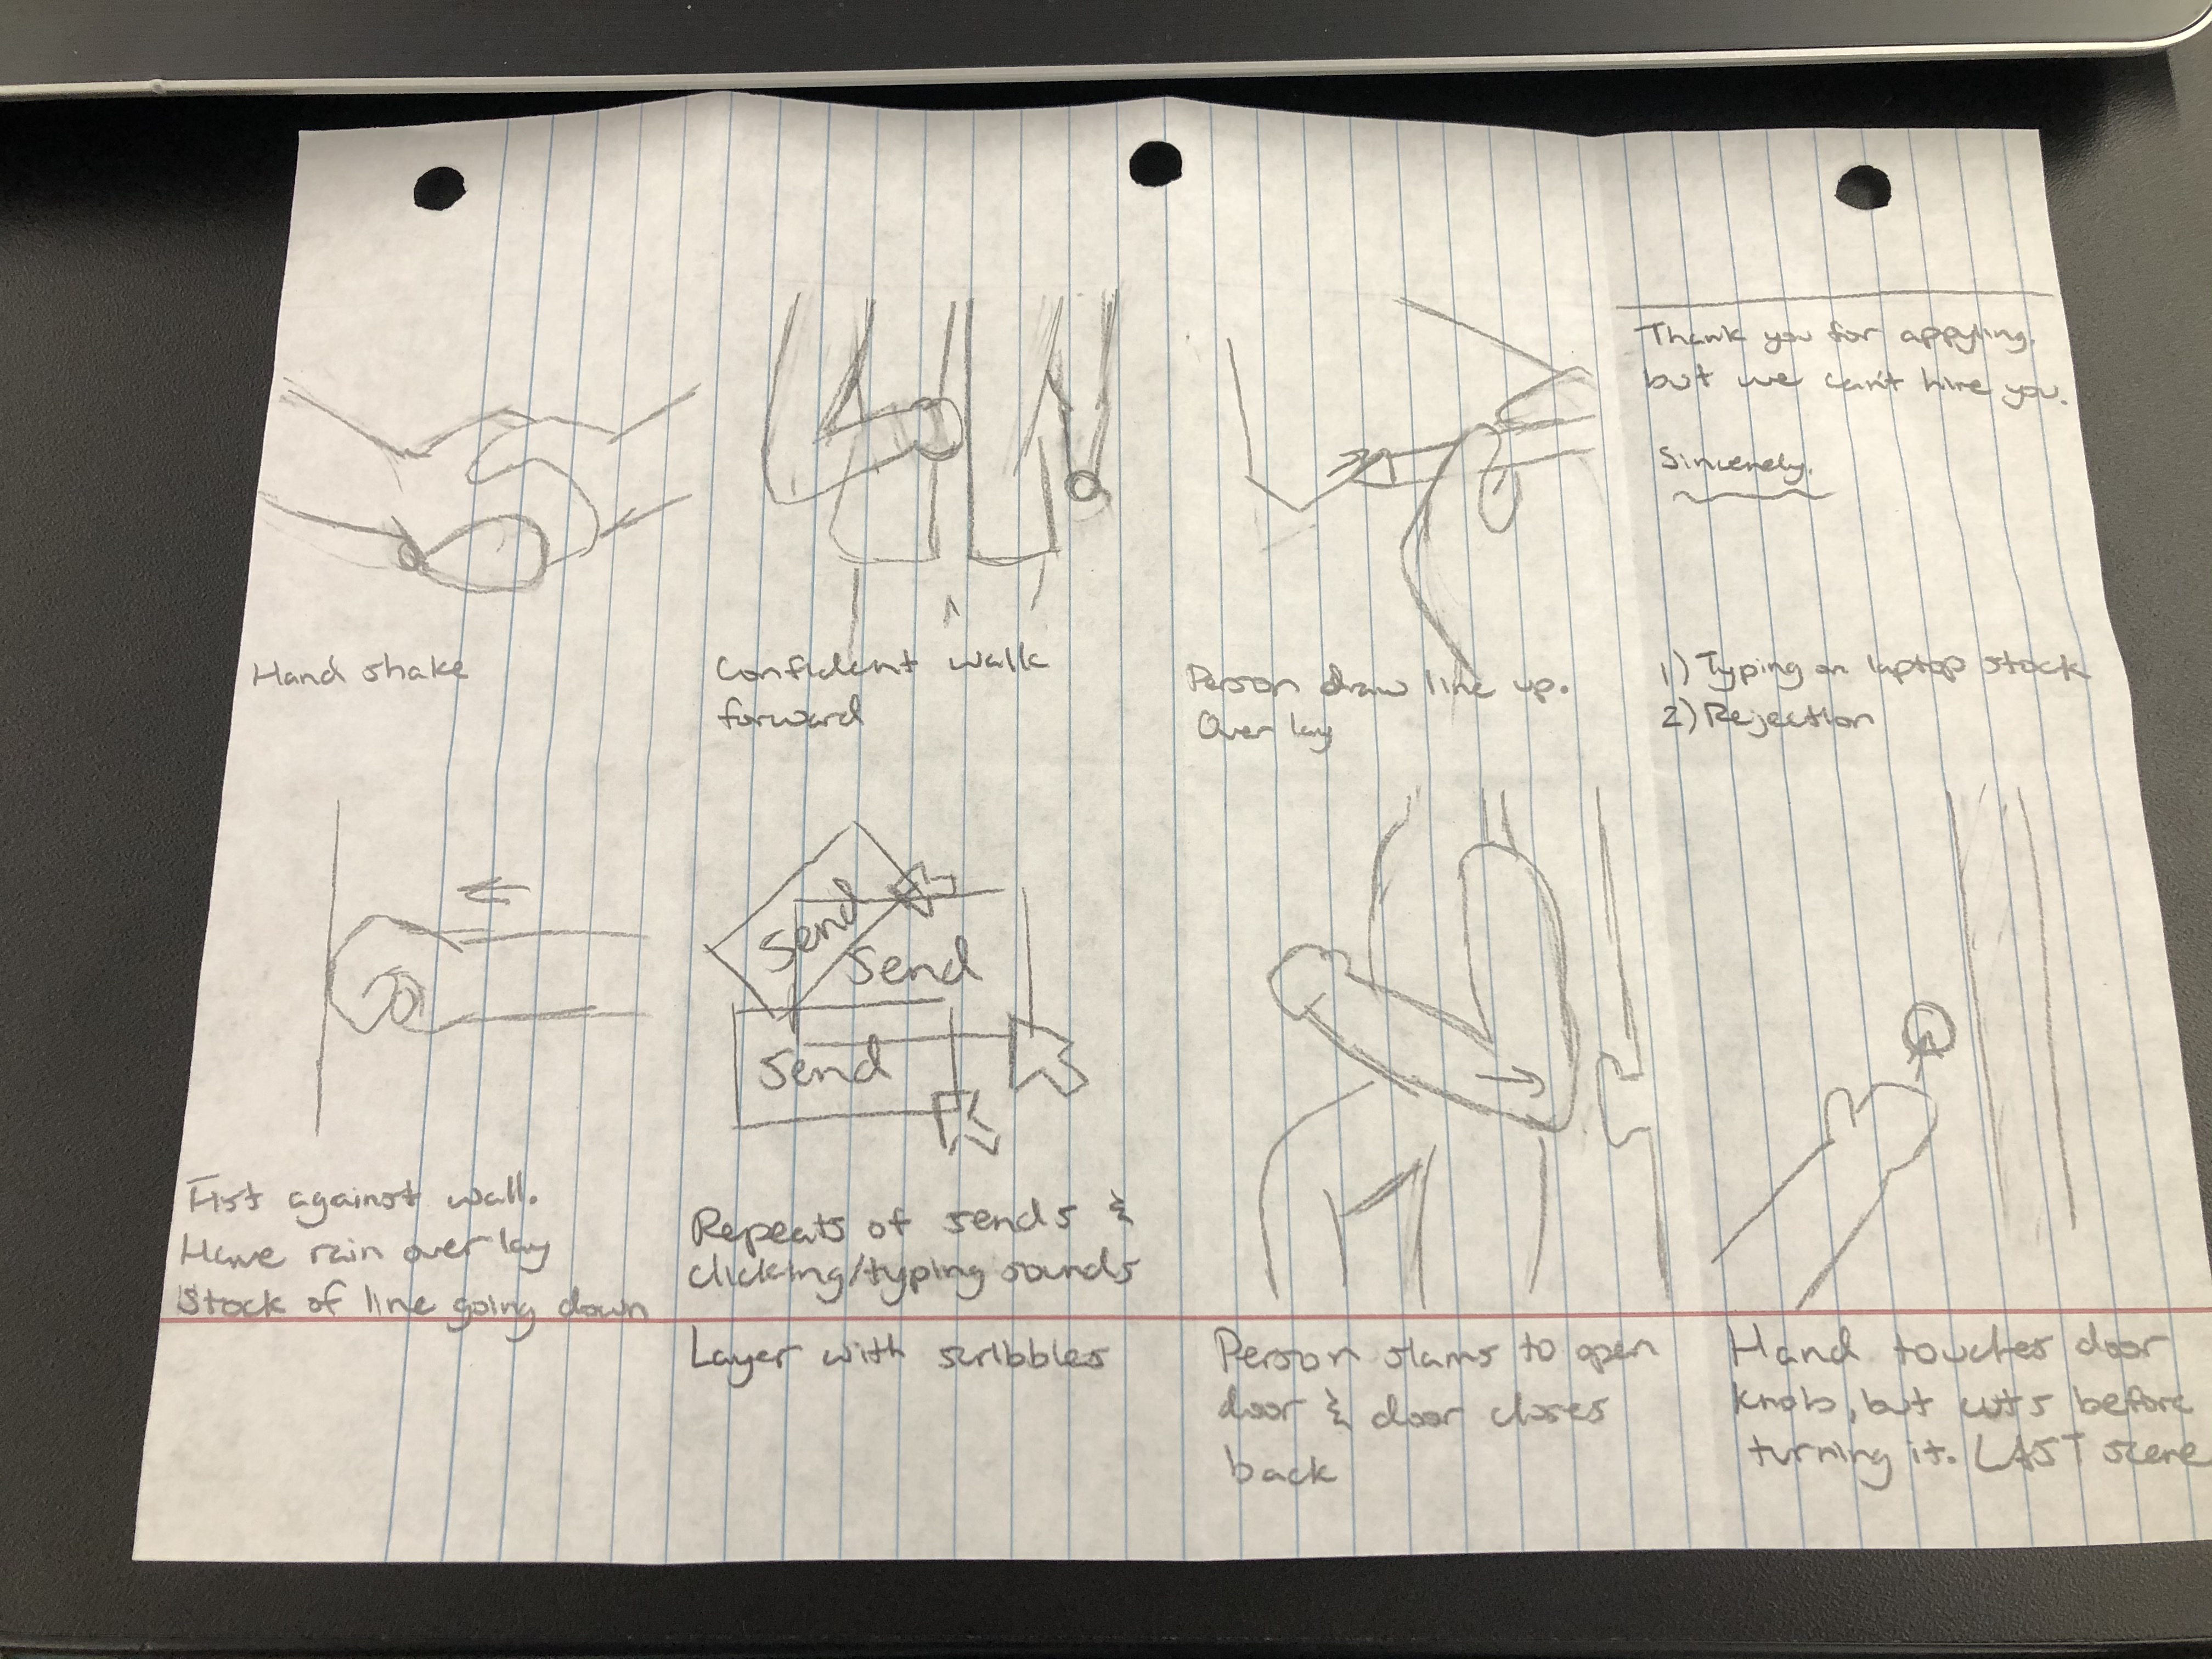 Hand shake
Confident walk
forward
Person draw line up.
Over lay
Thank you for appyling,
but we can't hire you.
Sincerely,
1) Typing on laptop stock
2) Rejection
Fist against wall.
Have rain over lay
Stock of line going down
Send
Send
Send
Repeats of sends &
clicking/typing sounds
Layer with scribbles
Person slams to open
door & door closes
back
Hand touches door
knob, but cuts before
turning it. LAST scene